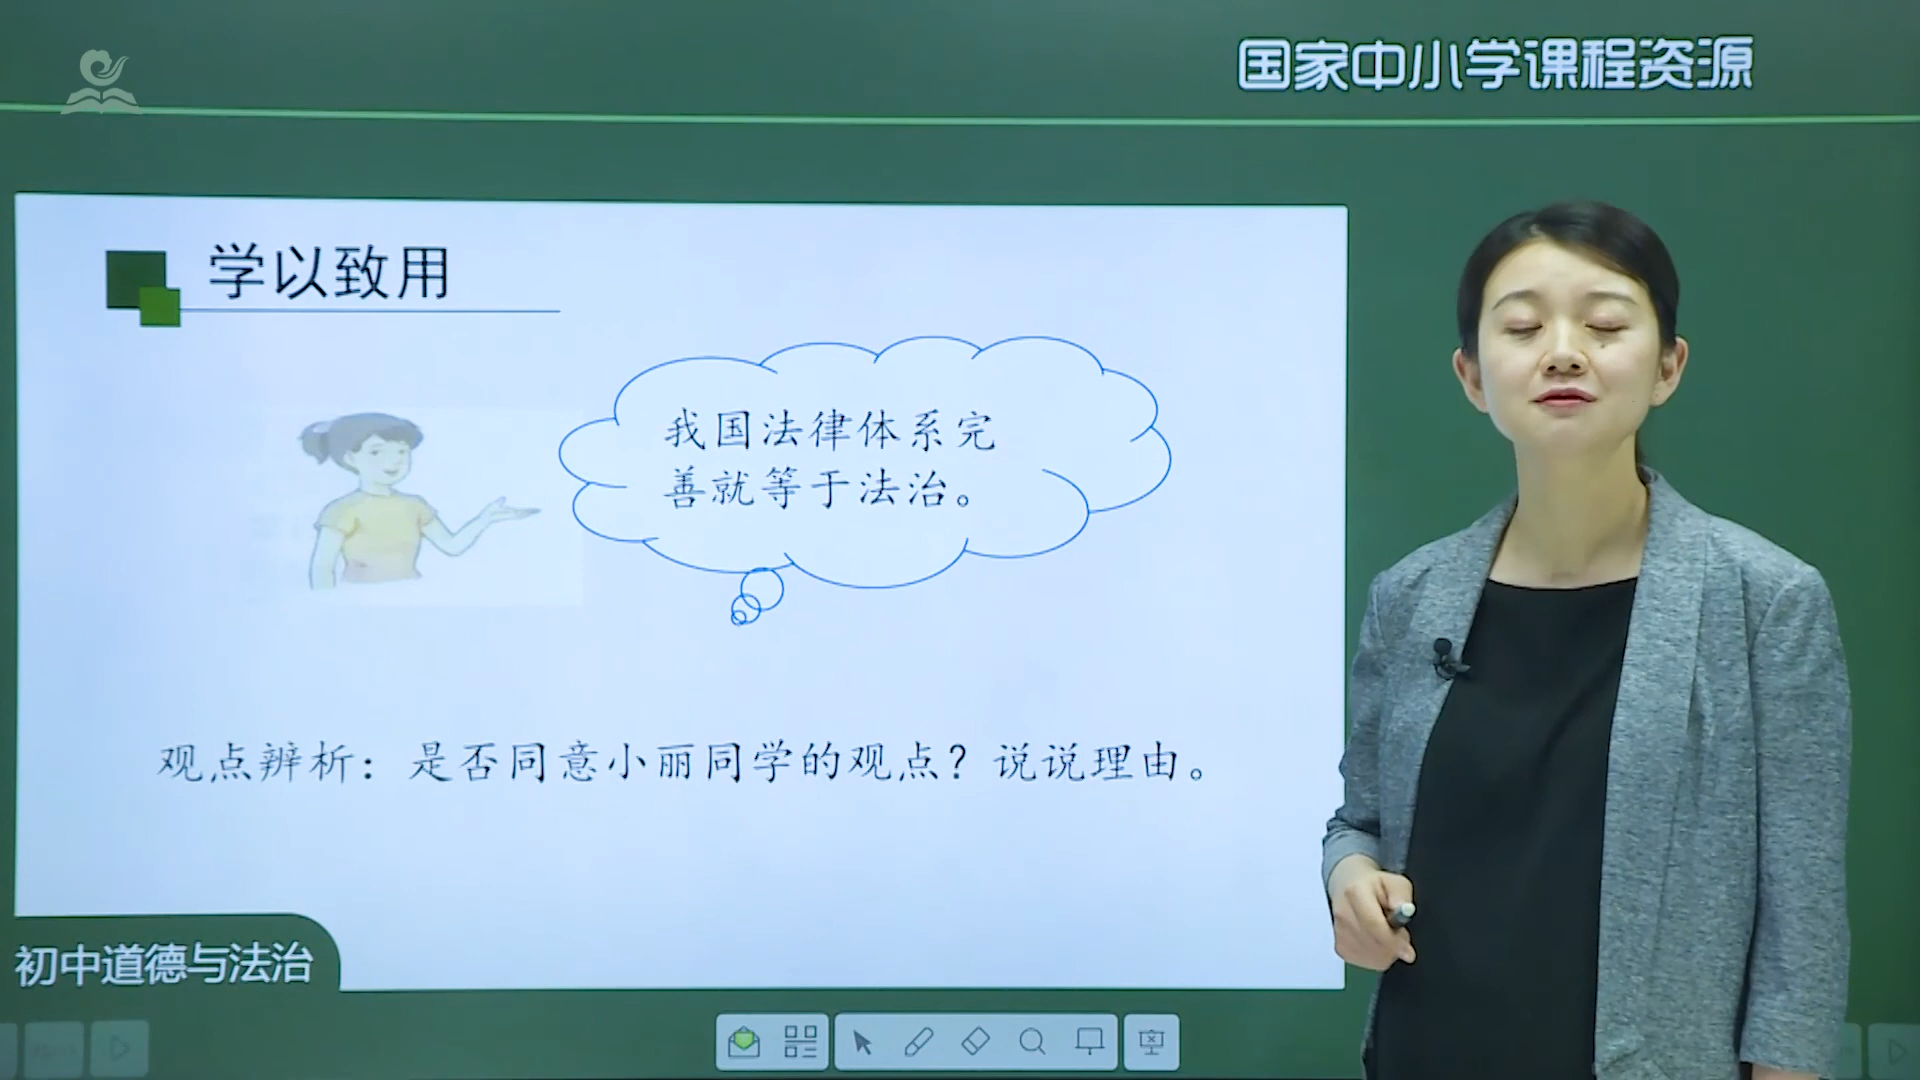 国家中小学课程资源
学以致用
我国法律体系完
善就等于法治。
观点辨析：是否同意小丽同学的观点？说说理由。
初中道德与法治